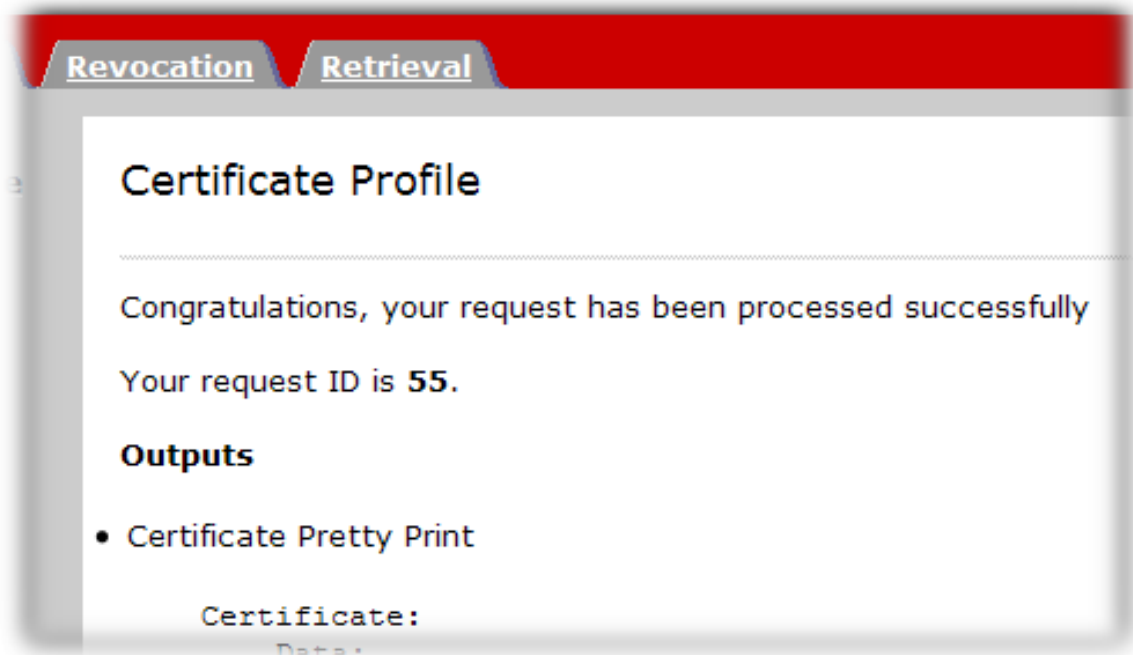 Revocation
Retrieval
Certificate Profile
Congratulations, your request has been processed successfully
Your request ID is 55.
Outputs
• Certificate Pretty Print
Certificate:
Data: